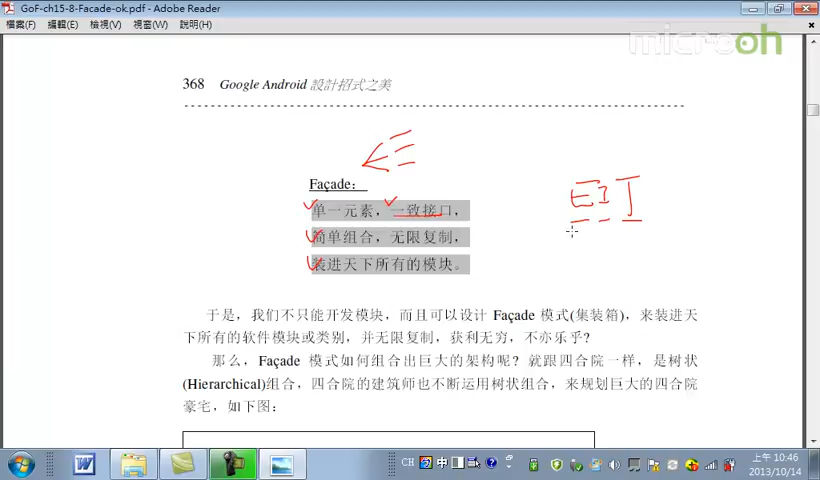 GoF-ch15-8-Facade-ok.pdf - Adobe Reader
檔案(F) 編輯(E) 檢視(V) 視窗(W) 說明(H)
microoh
368 Google Android 設計招式之美
Façade：
单一元素，一致接口，
简单组合，无限复制，
装进天下所有的模块。
EIT
于是，我们不只能开发模块，而且可以设计 Façade 模式(集装箱)，来装进天
下所有的软件模块或类别，并无限复制，获利无穷，不亦乐乎？
那么，Façade 模式如何组合出巨大的架构呢？就跟四合院一样，是树状
(Hierarchical)组合，四合院的建筑师也不断运用树状组合，来规划巨大的四合院
豪宅，如下图：
CH 中 上午 10:46
2013/10/14